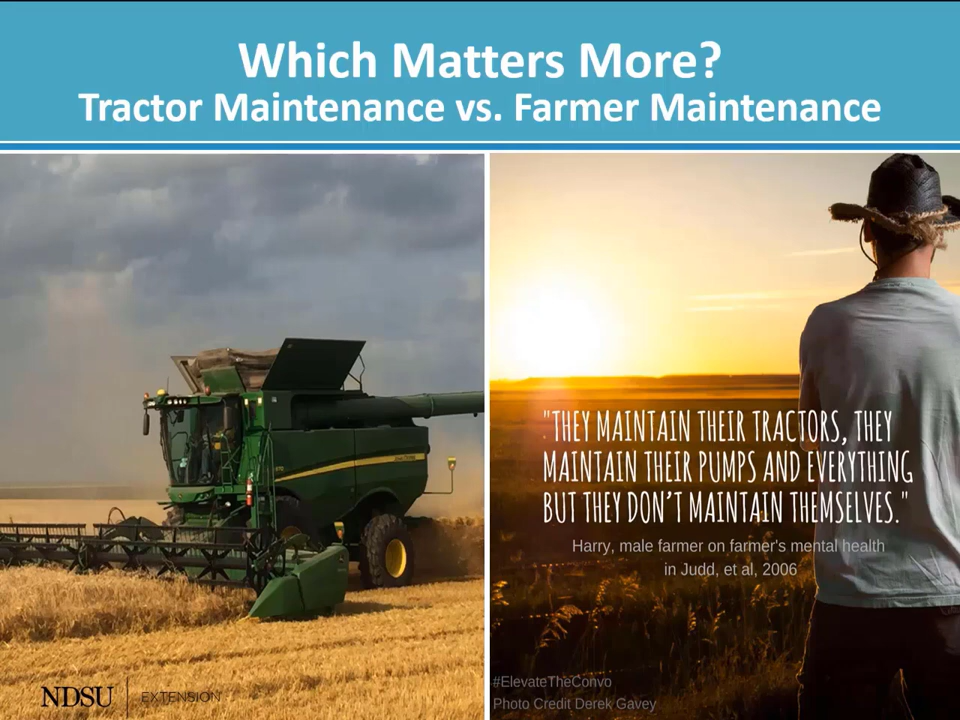 Which Matters More?
Tractor Maintenance vs. Farmer Maintenance
"THEY MAINTAIN THEIR TRACTORS, THEY
MAINTAIN THEIR PUMPS AND EVERYTHING
BUT THEY DON'T MAINTAIN THEMSELVES."
Harry, male farmer on farmer's mental health
in Judd, et al, 2006
#ElevateTheConvo
Photo Credit Derek Gavey
NDSU EXTENSION